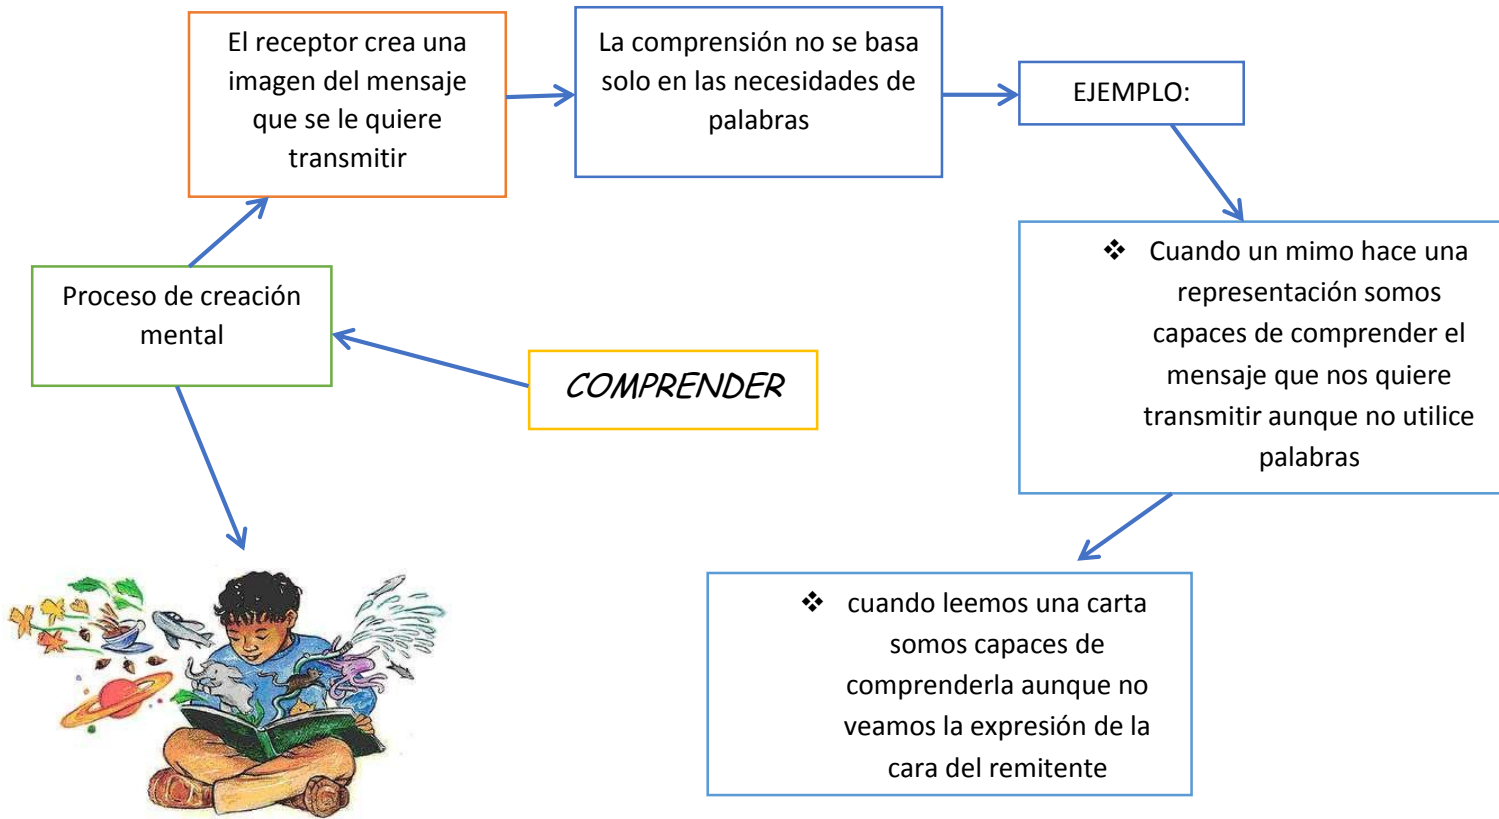 El receptor crea una
imagen del mensaje
que se le quiere
transmitir
La comprensión no se basa
solo en las necesidades de
palabras
EJEMPLO:
❖ Cuando un mimo hace una
representación somos
capaces de comprender el
mensaje que nos quiere
transmitir aunque no utilice
palabras
Proceso de creación
mental
COMPRENDER
❖ cuando leemos una carta
somos capaces de
comprenderla aunque no
veamos la expresión de la
cara del remitente